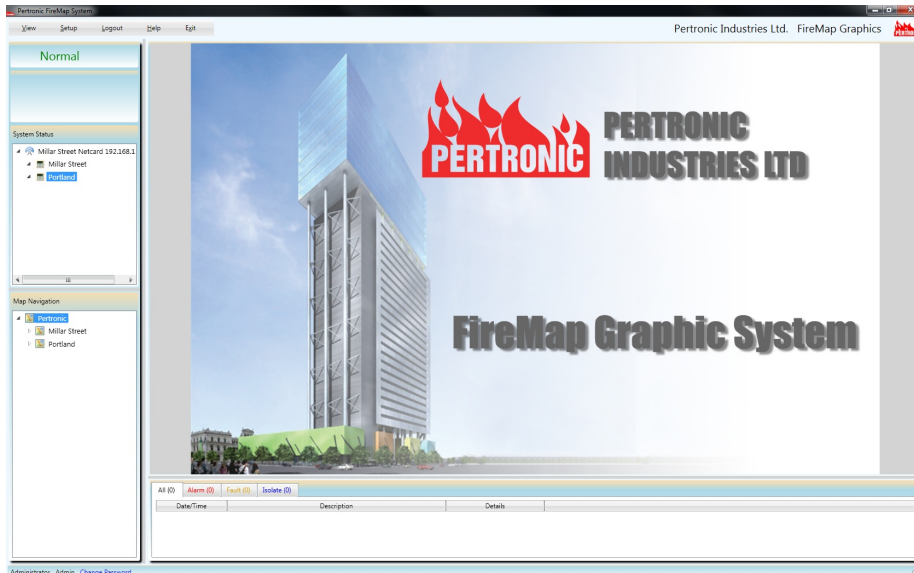 Pertronic FireMap System
View Setup Logout Help Exit
Pertronic Industries Ltd. FireMap Graphics
PERTRONIC
Normal
System Status
Millar Street Netcard 192.168.1
Millar Street
Portland
Map Navigation
Pertronic
Millar Street
Portland
PERTRONIC
PERTRONIC
INDUSTRIES LTD
FireMap Graphic System
All (0) Alarm (0) Fault (0) Isolate (0)
Date/Time Description Details
Administrator Admin Change Password